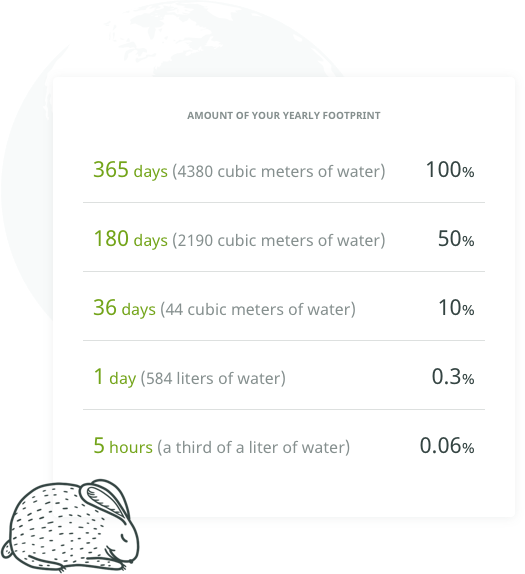 AMOUNT OF YOUR YEARLY FOOTPRINT
365 days (4380 cubic meters of water) 100%
180 days (2190 cubic meters of water) 50%
36 days (44 cubic meters of water) 10%
1 day (584 liters of water) 0.3%
5 hours (a third of a liter of water) 0.06%